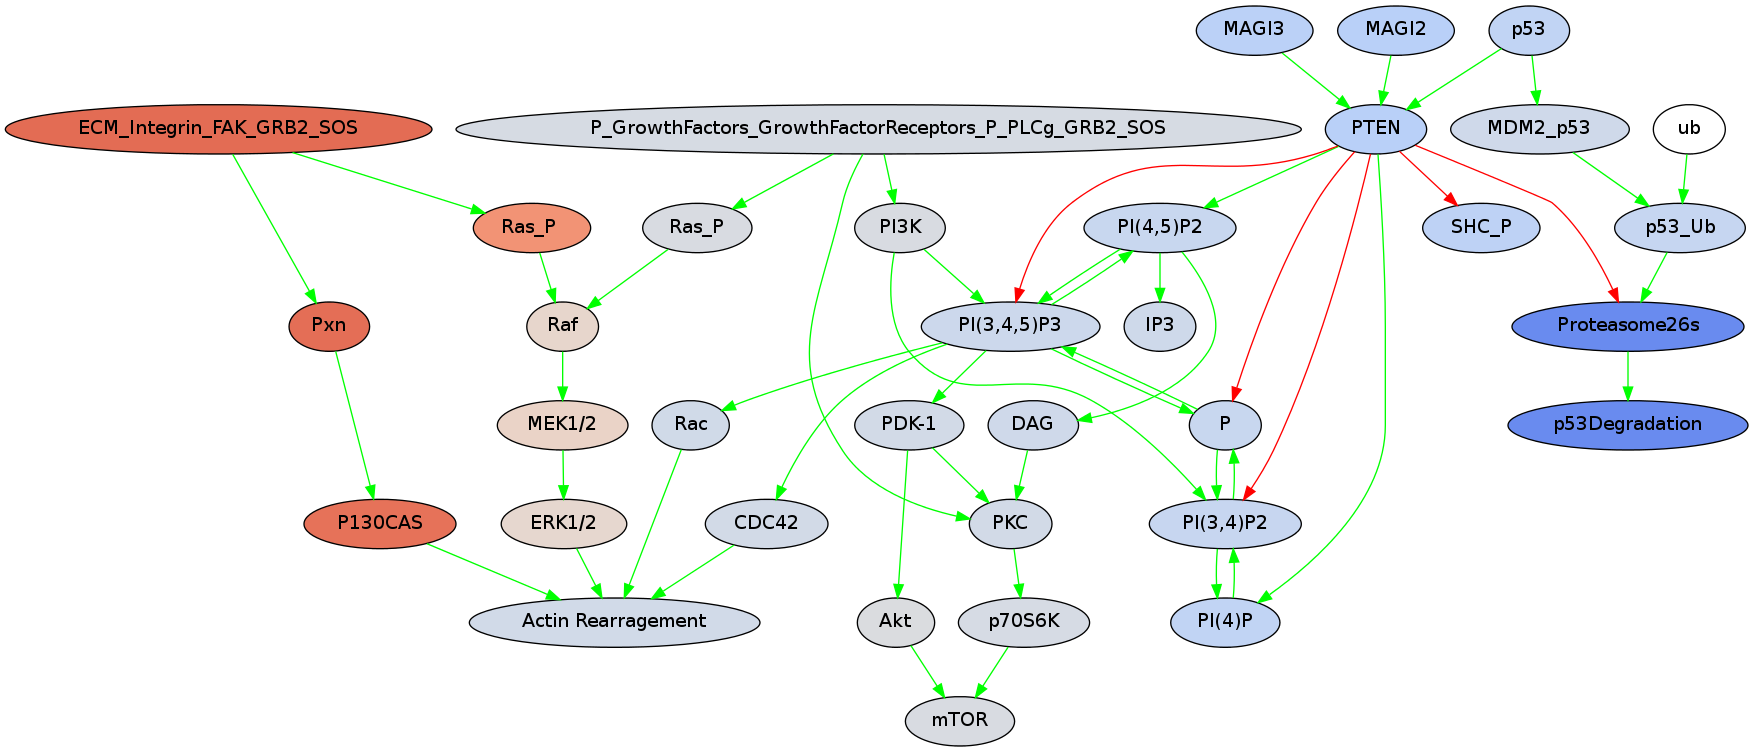 MAGI3
MAGI2
p53
ECM_Integrin_FAK_GRB2_SOS
P_GrowthFactors_GrowthFactorReceptors_P_PLCg_GRB2_SOS
PTEN
MDM2_p53
ub
Ras_P
Ras_P
PI3K
PI(4,5)P2
SHC_P
p53_Ub
Pxn
Raf
PI(3,4,5)P3
IP3
Proteasome26s
MEK1/2
Rac
PDK-1
DAG
P
p53Degradation
P130CAS
ERK1/2
CDC42
PKC
PI(3,4)P2
Actin Rearragement
Akt
p70S6K
PI(4)P
mTOR